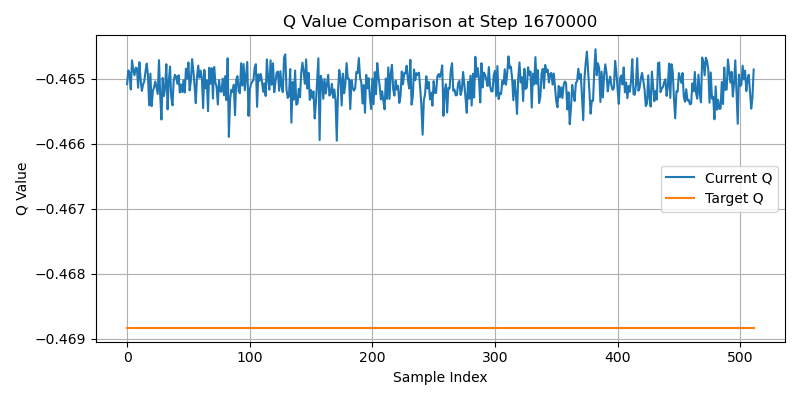 Q Value Comparison at Step 1670000
Q Value
−0.465
−0.466
−0.467
−0.468
−0.469
Current Q
Target Q
0 100 200 300 400 500
Sample Index